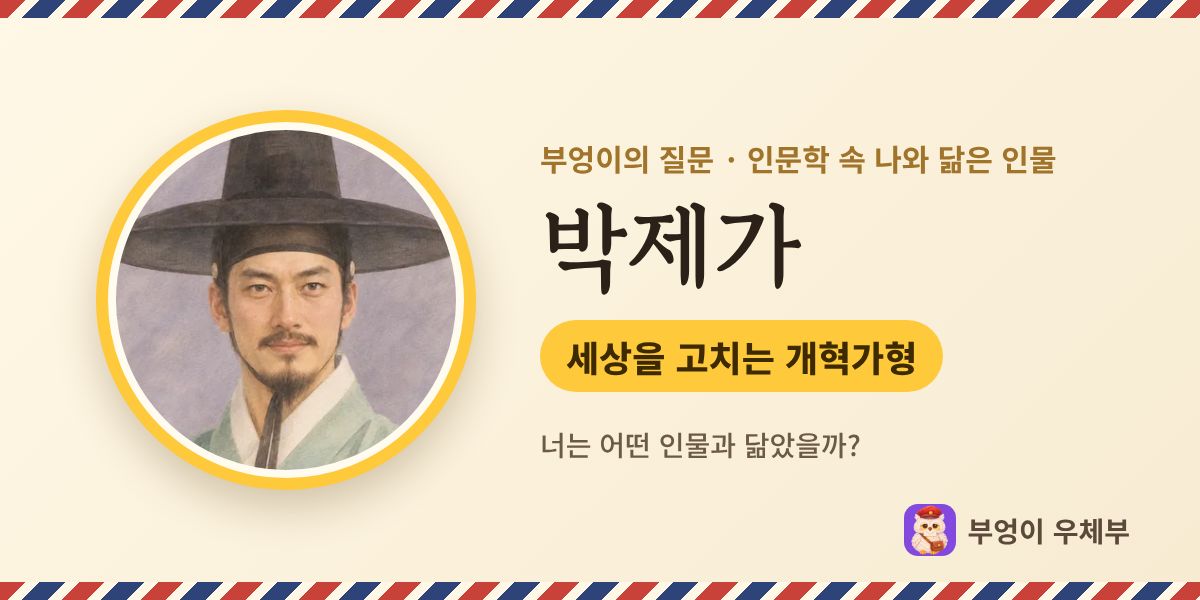 부엉이의 질문 · 인문학 속 나와 닮은 인물
박제가
세상을 고치는 개혁가형
너는 어떤 인물과 닮았을까?
부엉이 우체부